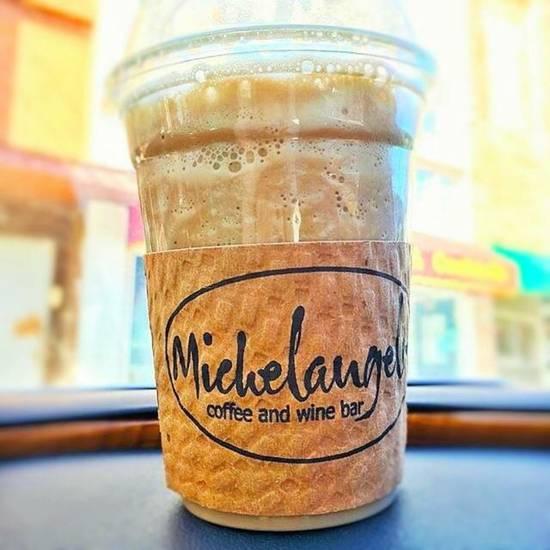 Michelangel
coffee and wine bar